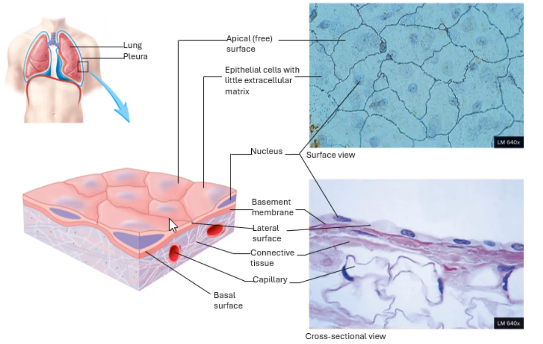 Lung
Pleura
Apical (free)
surface
Epithelial cells with
little extracellular
matrix
LM 640x
Nucleus
Surface view
Basement
membrane
Lateral
surface
Connective
tissue
Capillary
Basal
surface
LM 640x
Cross-sectional view